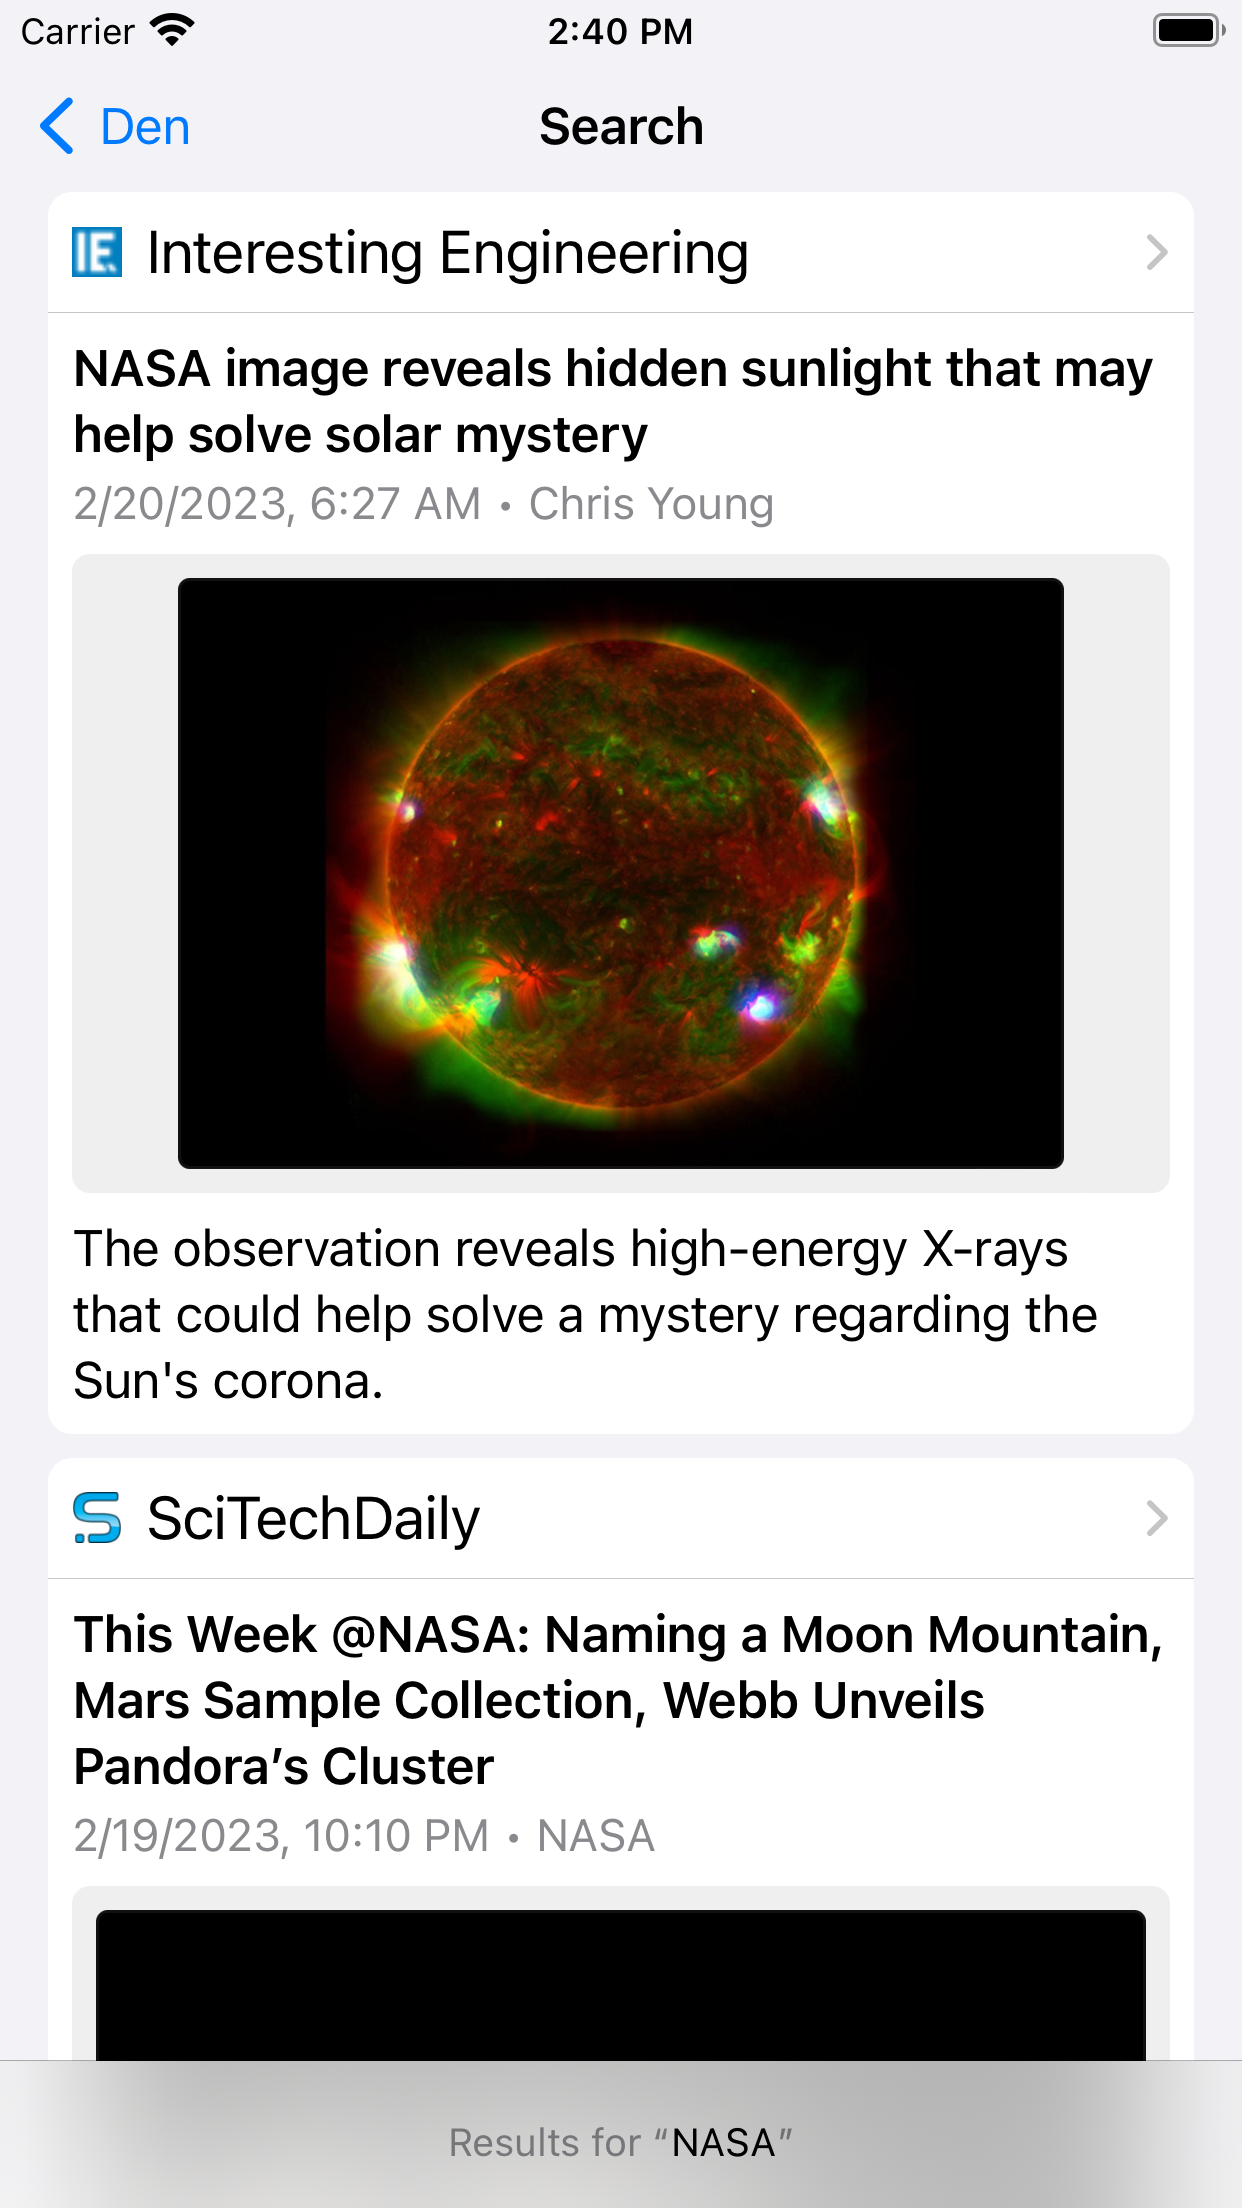 Carrier 2:40 PM
Den Search
IE Interesting Engineering
NASA image reveals hidden sunlight that may
help solve solar mystery
2/20/2023, 6:27 AM • Chris Young
The observation reveals high-energy X-rays
that could help solve a mystery regarding the
Sun's corona.
SciTechDaily
This Week @NASA: Naming a Moon Mountain,
Mars Sample Collection, Webb Unveils
Pandora’s Cluster
2/19/2023, 10:10 PM • NASA
Results for “NASA”